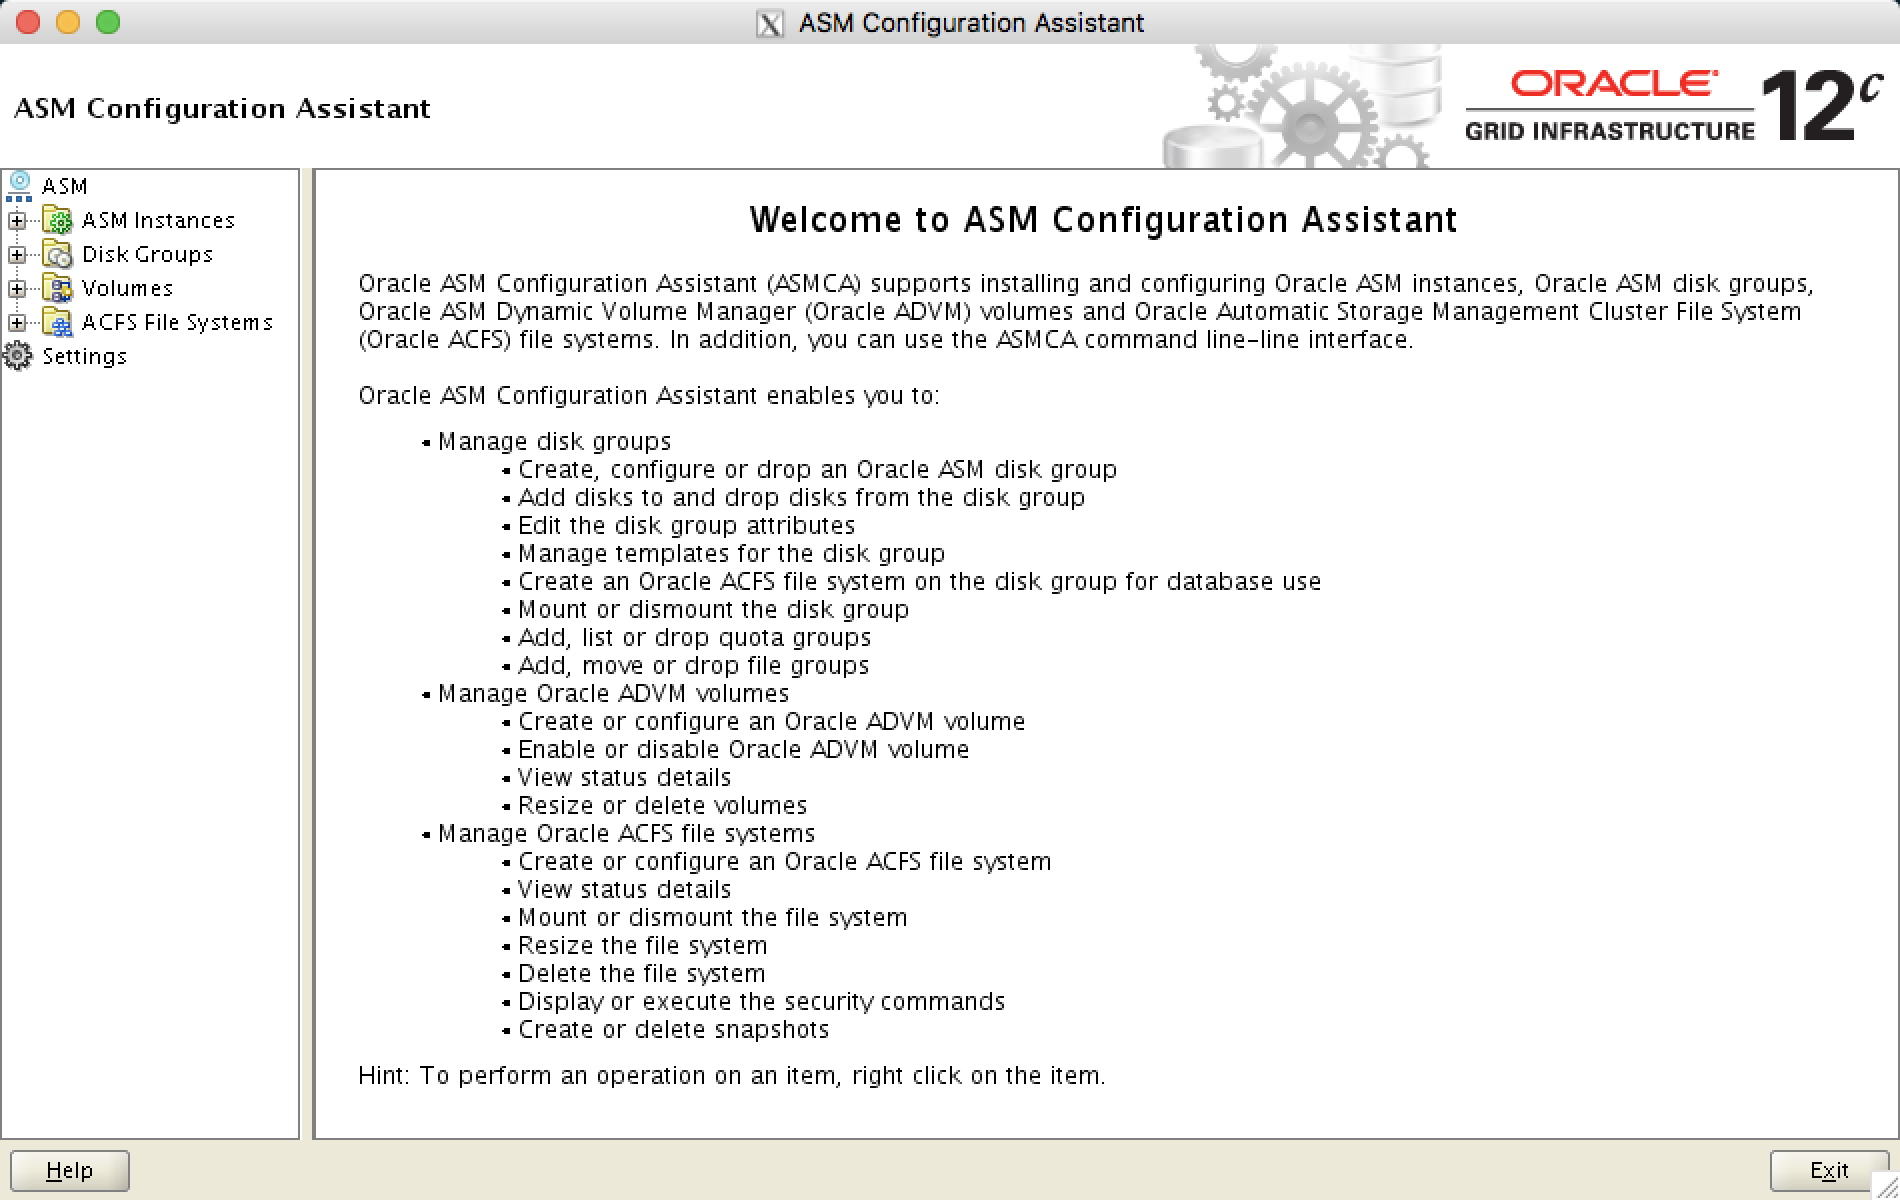 ASM Configuration Assistant
ASM Configuration Assistant
ORACLE
GRID INFRASTRUCTURE
12c
ASM
ASM Instances
Disk Groups
Volumes
ACFS File Systems
Settings
Welcome to ASM Configuration Assistant
Oracle ASM Configuration Assistant (ASMCA) supports installing and configuring Oracle ASM instances, Oracle ASM disk groups,
Oracle ASM Dynamic Volume Manager (Oracle ADVM) volumes and Oracle Automatic Storage Management Cluster File System
(Oracle ACFS) file systems. In addition, you can use the ASMCA command line-line interface.
Oracle ASM Configuration Assistant enables you to:
• Manage disk groups
• Create, configure or drop an Oracle ASM disk group
• Add disks to and drop disks from the disk group
• Edit the disk group attributes
• Manage templates for the disk group
• Create an Oracle ACFS file system on the disk group for database use
• Mount or dismount the disk group
• Add, list or drop quota groups
• Add, move or drop file groups
• Manage Oracle ADVM volumes
• Create or configure an Oracle ADVM volume
• Enable or disable Oracle ADVM volume
• View status details
• Resize or delete volumes
• Manage Oracle ACFS file systems
• Create or configure an Oracle ACFS file system
• View status details
• Mount or dismount the file system
• Resize the file system
• Delete the file system
• Display or execute the security commands
• Create or delete snapshots
Hint: To perform an operation on an item, right click on the item.
Help
Exit